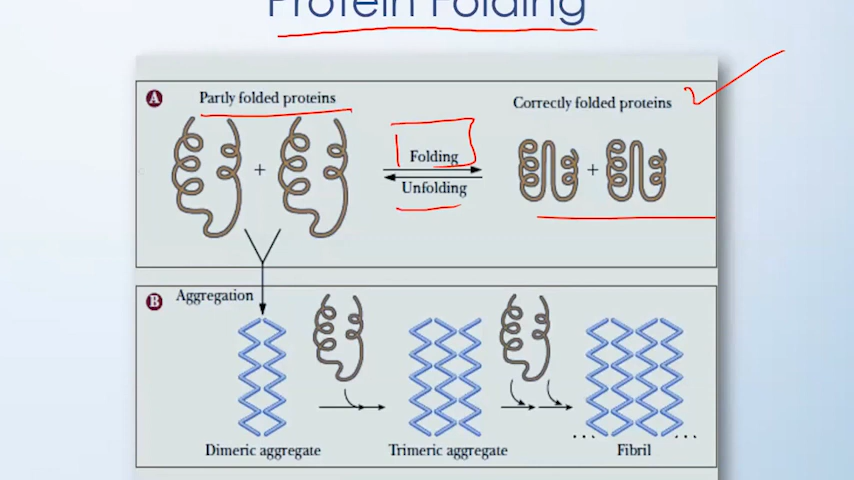 Protein Folding
A Partly folded proteins
Correctly folded proteins
+
Folding
Unfolding
+
B Aggregation
Dimeric aggregate
Trimeric aggregate
... Fibril ...